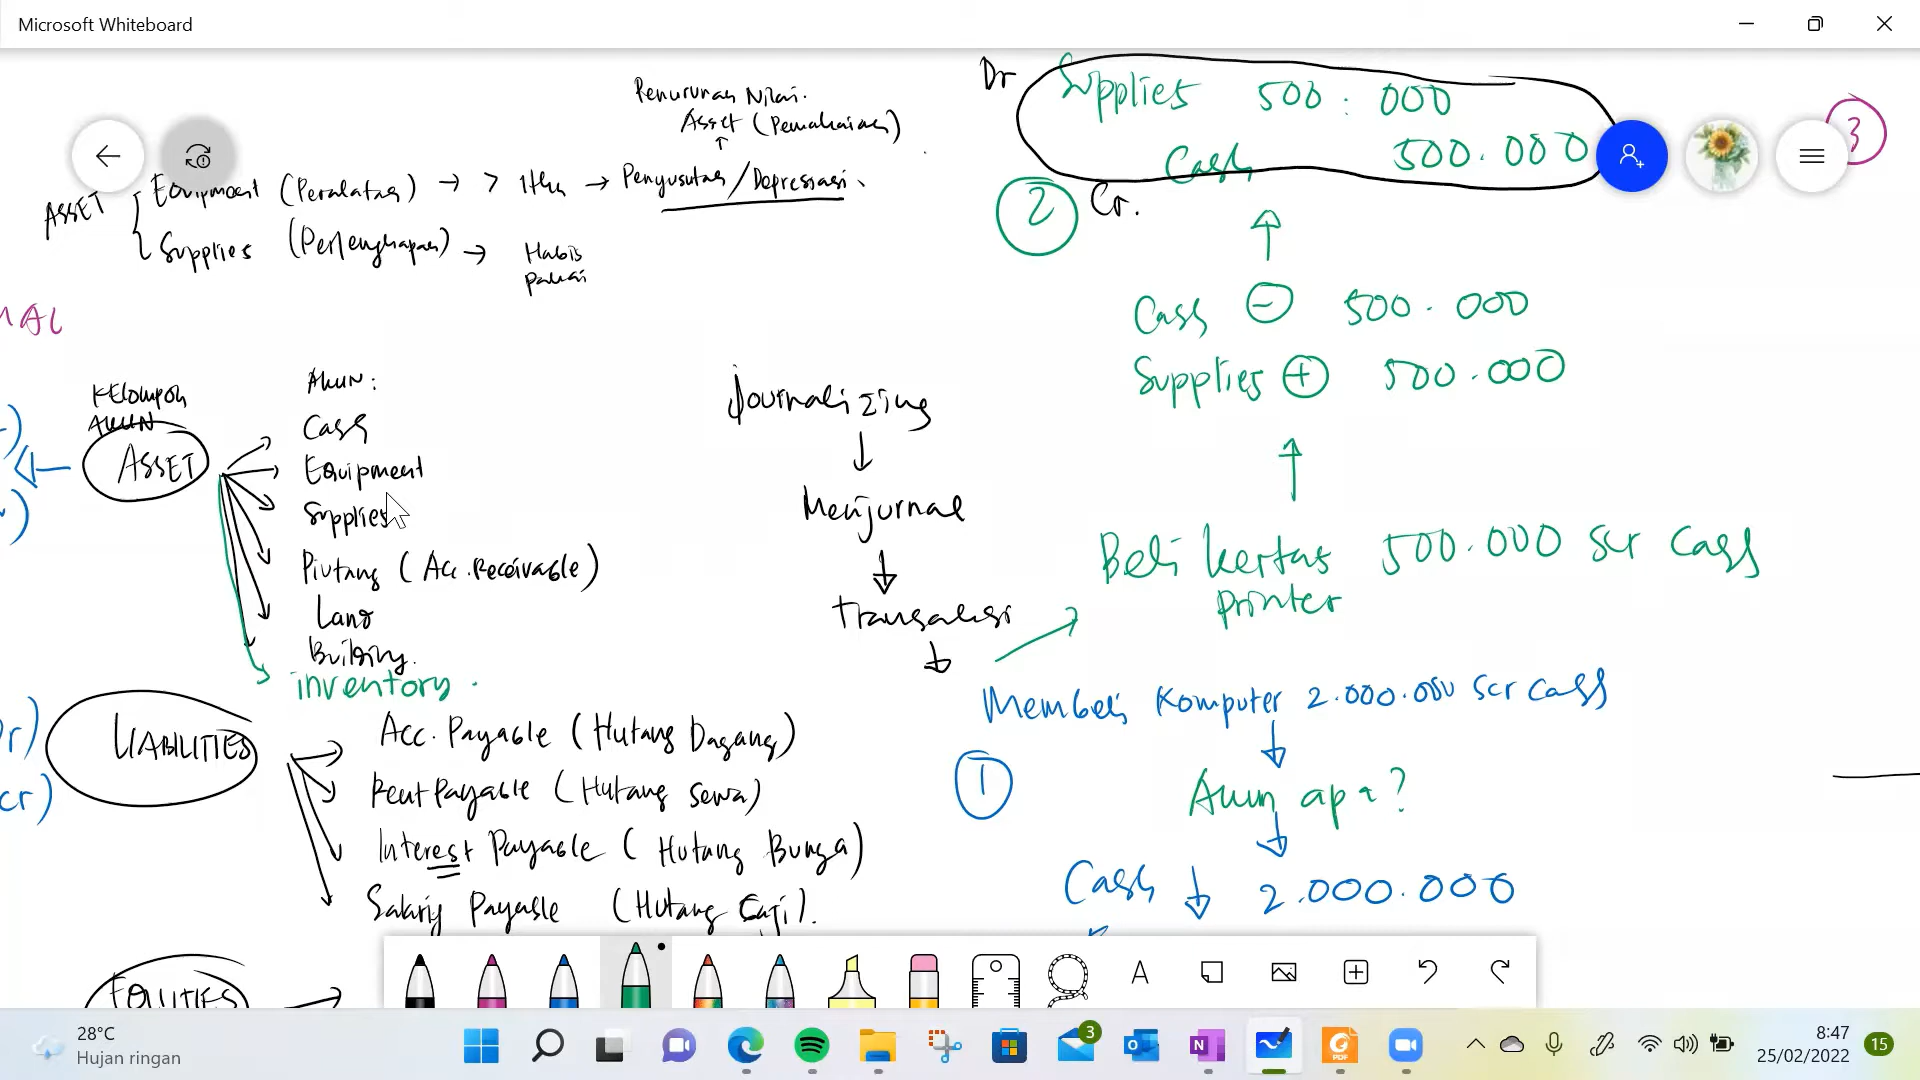 Microsoft Whiteboard
Penurunan Nilai
Asset (Pemakaian)
ASSET
Equipment (Peralatan) → > 1thn → Penyusutan/Depresiasi
Supplies (Perlengkapan) → Habis
pakai
NAL
KELOMPOK
AKUN
ASSET
Akun:
Cash
Equipment
Supplies
Piutang (Acc. Receivable)
Land
Building.
inventory.
LIABILITIES
Acc. Payable (Hutang Dagang)
Rent Payable (Hutang Sewa)
Interest Payable (Hutang Bunga)
Salary Payable (Hutang Gaji).
EQUITIES
Journalizing
Menjurnal
Transaksi
Dr Supplies 500.000
Cash 500.000
Cr.
2
3
Cash - 500.000
Supplies + 500.000
Beli kertas 500.000 scr Cash
printer
Membeli Komputer 2.000.000 scr cash
1
Akun apa?
Cash ↓ 2.000.000
r)
cr)
28°C
Hujan ringan
3
8:47
25/02/2022
15